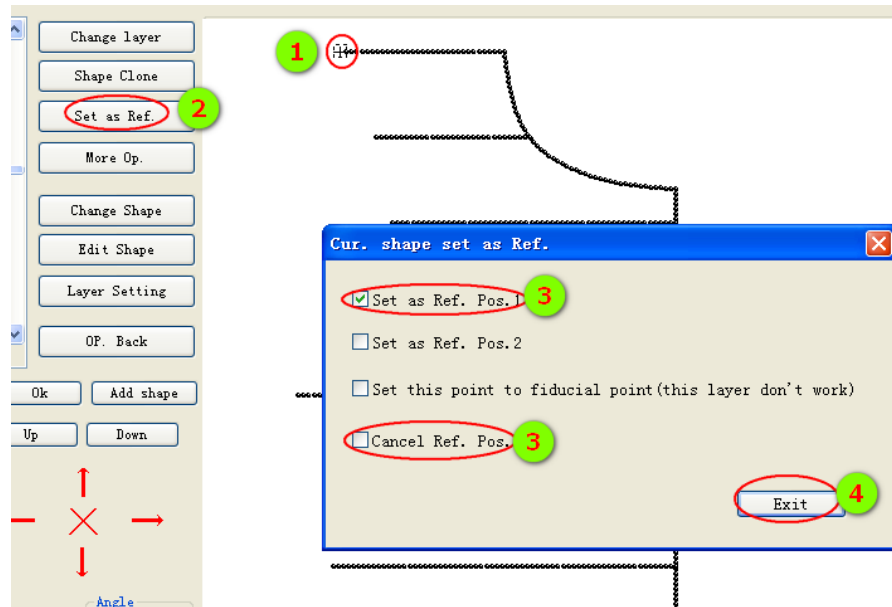 Change layer
Shape Clone
Set as Ref.
More Op.
Change Shape
Edit Shape
Layer Setting
OP. Back
Ok
Add shape
Up
Down
Angle
1
2
Cur. shape set as Ref.
Set as Ref. Pos.1
3
Set as Ref. Pos.2
Set this point to fiducial point(this layer don't work)
Cancel Ref. Pos.
3
Exit
4